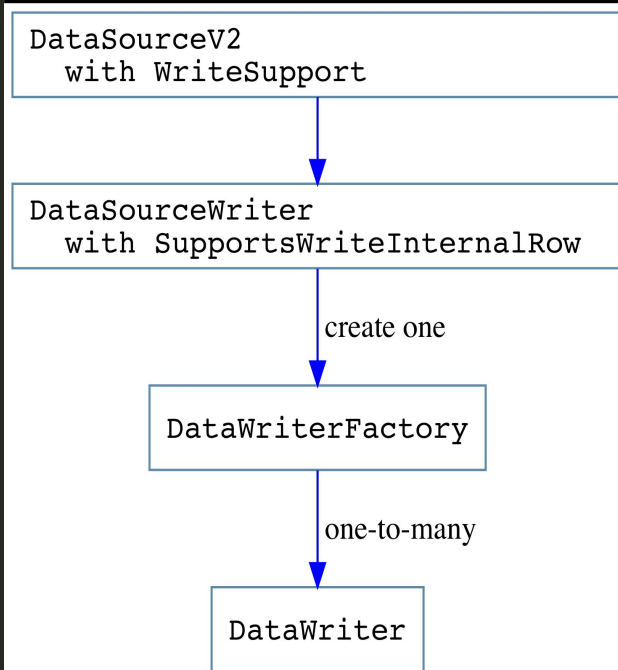 DataSourceV2
with WriteSupport
DataSourceWriter
with SupportsWriteInternalRow
create one
DataWriterFactory
one-to-many
DataWriter